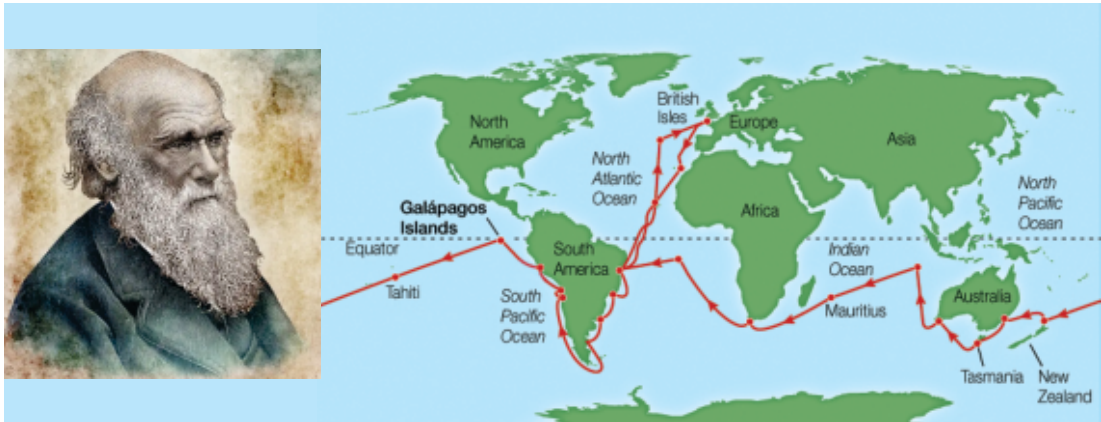 British
Isles
North
America
Europe
Asia
North
Atlantic
Ocean
North
Pacific
Ocean
Africa
Galápagos
Islands
Equator
South
America
Indian
Ocean
Tahiti
South
Pacific
Ocean
Australia
Mauritius
Tasmania
New
Zealand